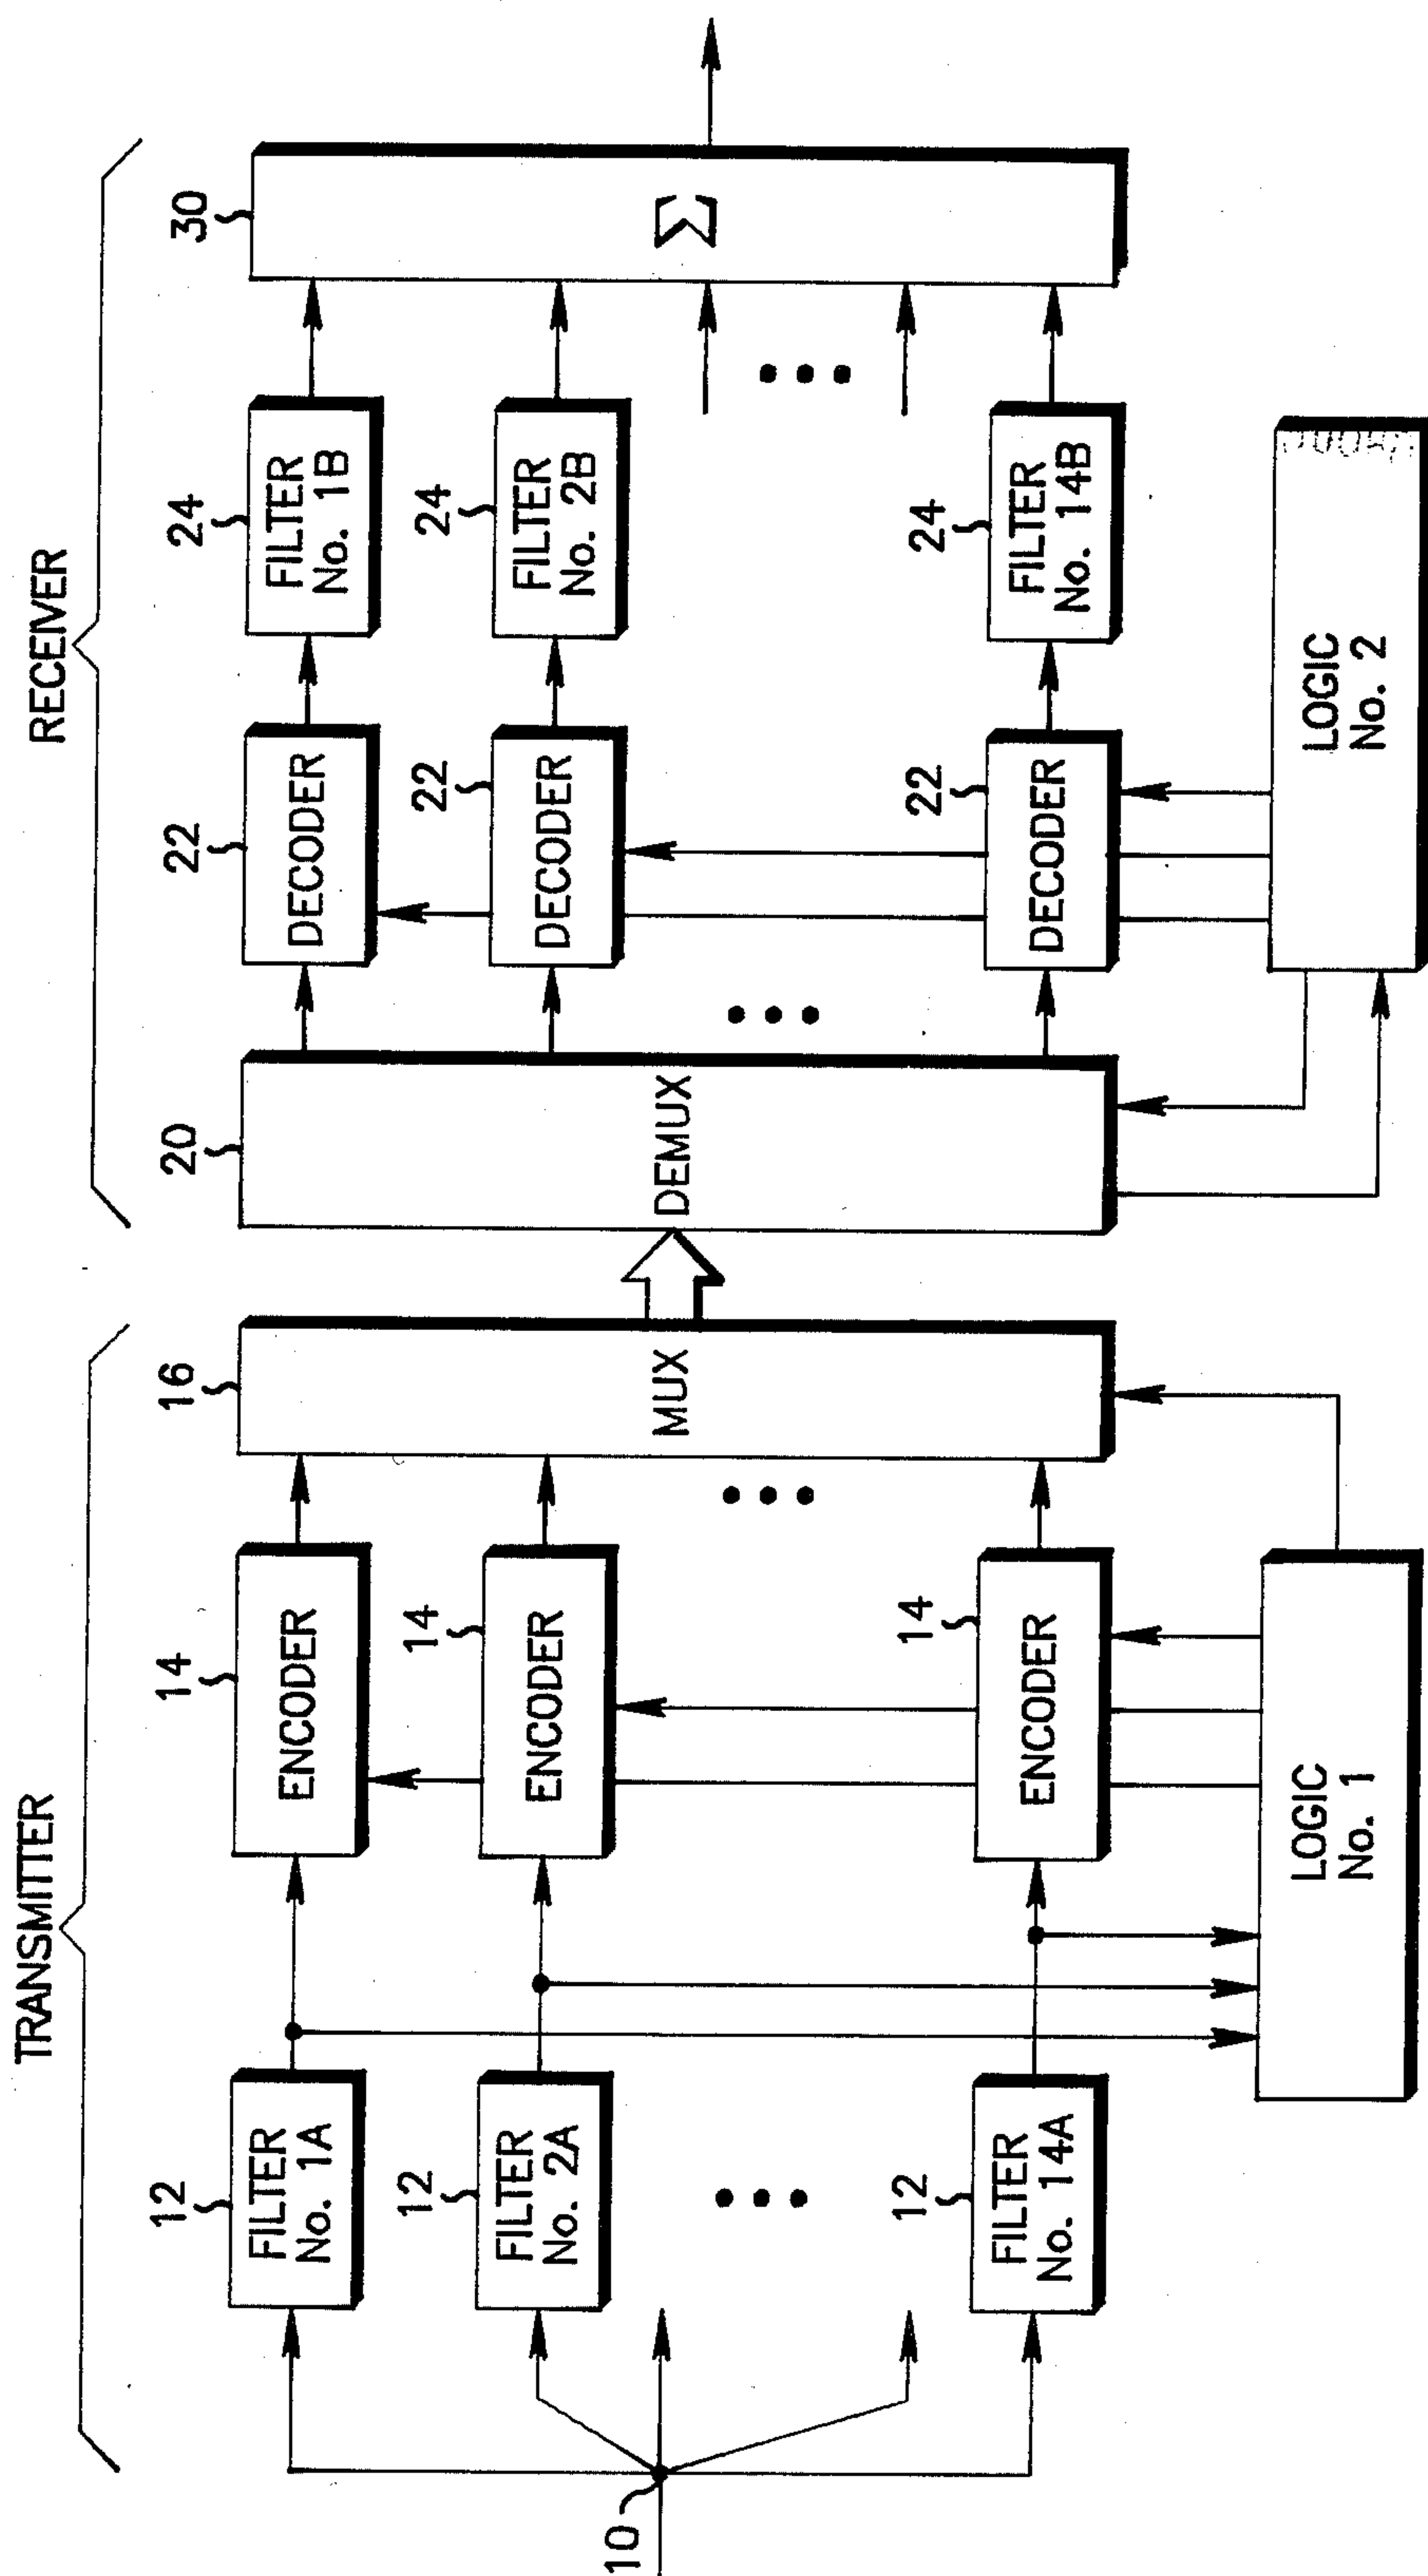 TRANSMITTER
RECEIVER
10
12
FILTER
No. 1A
14
ENCODER
16
MUX
20
DEMUX
22
DECODER
24
FILTER
No. 1B
30
Σ
12
FILTER
No. 2A
14
ENCODER
22
DECODER
24
FILTER
No. 2B
12
FILTER
No. 14A
14
ENCODER
22
DECODER
24
FILTER
No. 14B
LOGIC
No. 1
LOGIC
No. 2